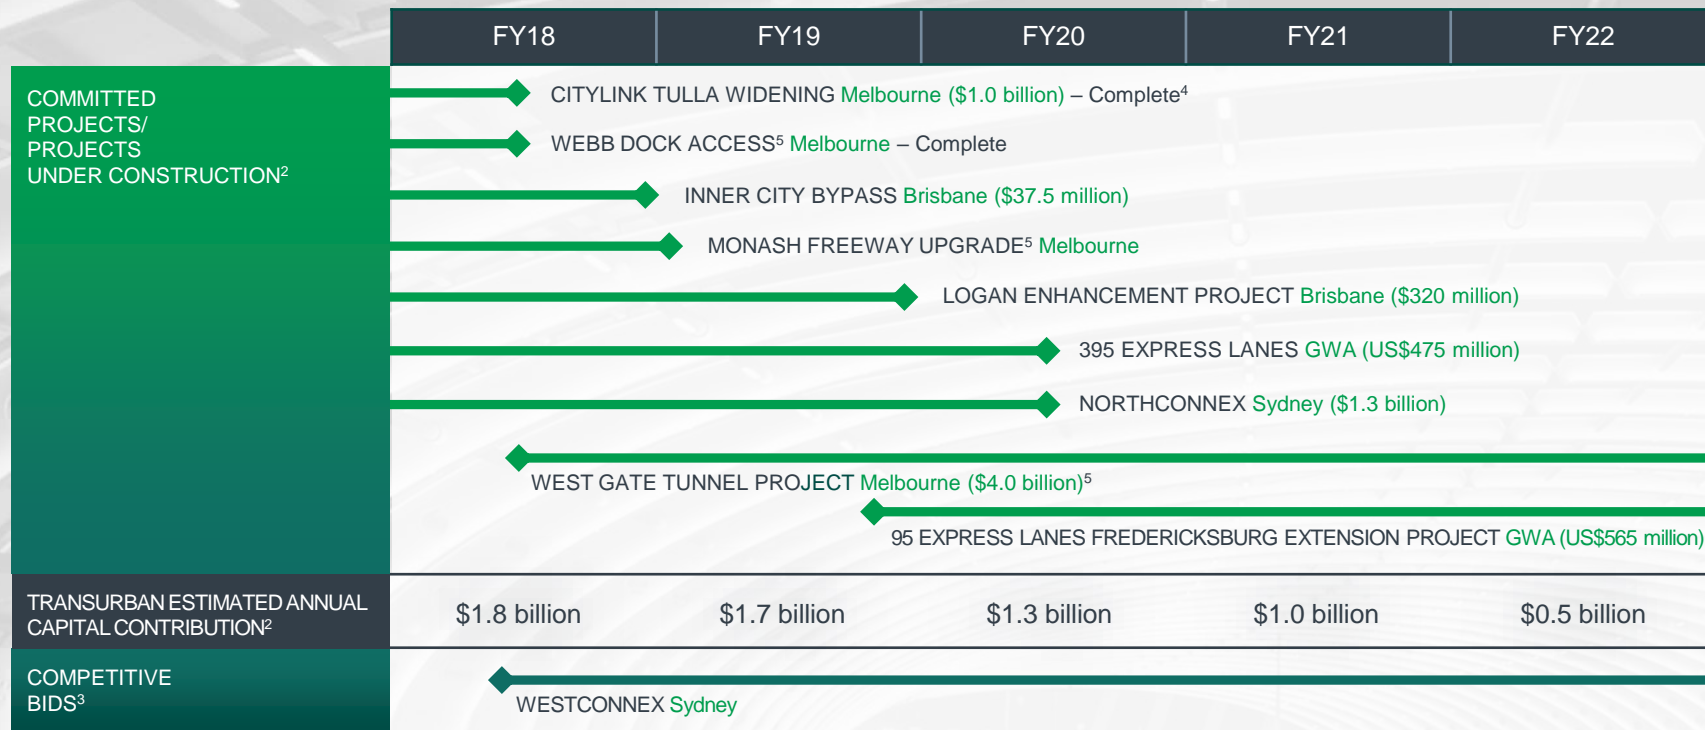 FY18 FY19 FY20 FY21 FY22
COMMITTED
PROJECTS/
PROJECTS
UNDER CONSTRUCTION²
CITYLINK TULLA WIDENING Melbourne ($1.0 billion) – Complete⁴
WEBB DOCK ACCESS⁵ Melbourne – Complete
INNER CITY BYPASS Brisbane ($37.5 million)
MONASH FREEWAY UPGRADE⁵ Melbourne
LOGAN ENHANCEMENT PROJECT Brisbane ($320 million)
395 EXPRESS LANES GWA (US$475 million)
NORTHCONNEX Sydney ($1.3 billion)
WEST GATE TUNNEL PROJECT Melbourne ($4.0 billion)⁵
95 EXPRESS LANES FREDERICKSBURG EXTENSION PROJECT GWA (US$565 million)
TRANSURBAN ESTIMATED ANNUAL
CAPITAL CONTRIBUTION²
$1.8 billion $1.7 billion $1.3 billion $1.0 billion $0.5 billion
COMPETITIVE
BIDS³
WESTCONNEX Sydney